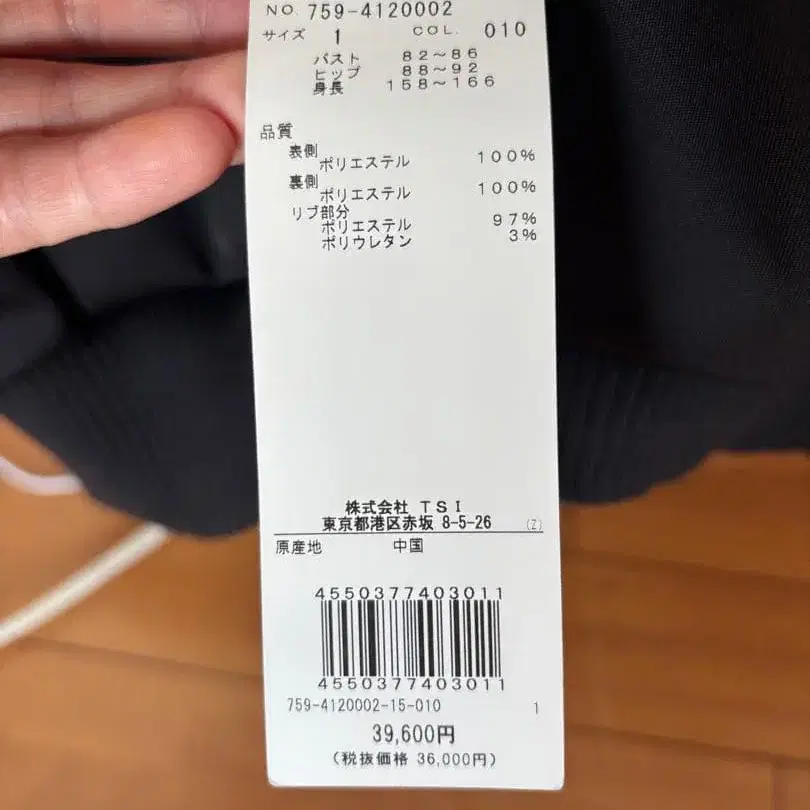 NO. 759-4120002
サイズ 1 COL. 010
バスト 82～86
ヒップ 88～92
身長 158～166
品質
表側
ポリエステル 100%
裏側
ポリエステル 100%
リブ部分
ポリエステル 97%
ポリウレタン 3%
株式会社 TSI
東京都港区赤坂 8-5-26 (Z)
原産地 中国
4550377403011
4550377403011
759-4120002-15-010 1
39,600円
(税抜価格 36,000円)